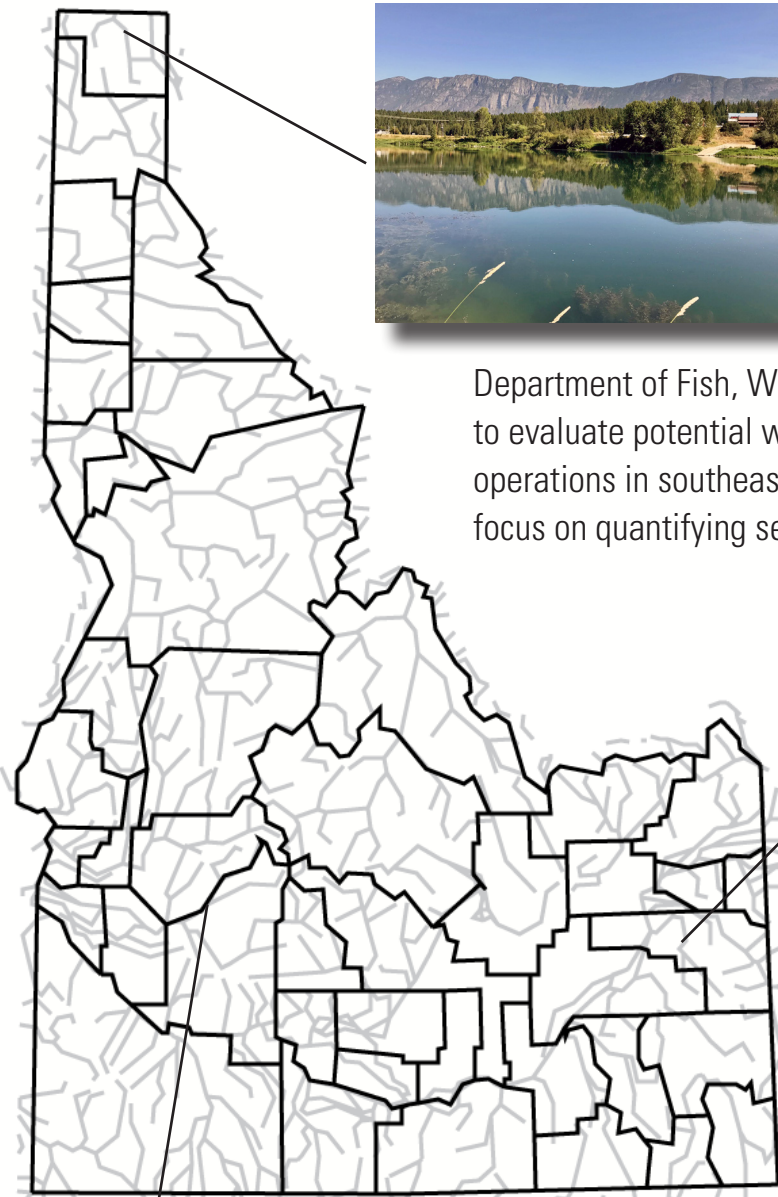 Department of Fish, W
to evaluate potential w
operations in southeas
focus on quantifying se